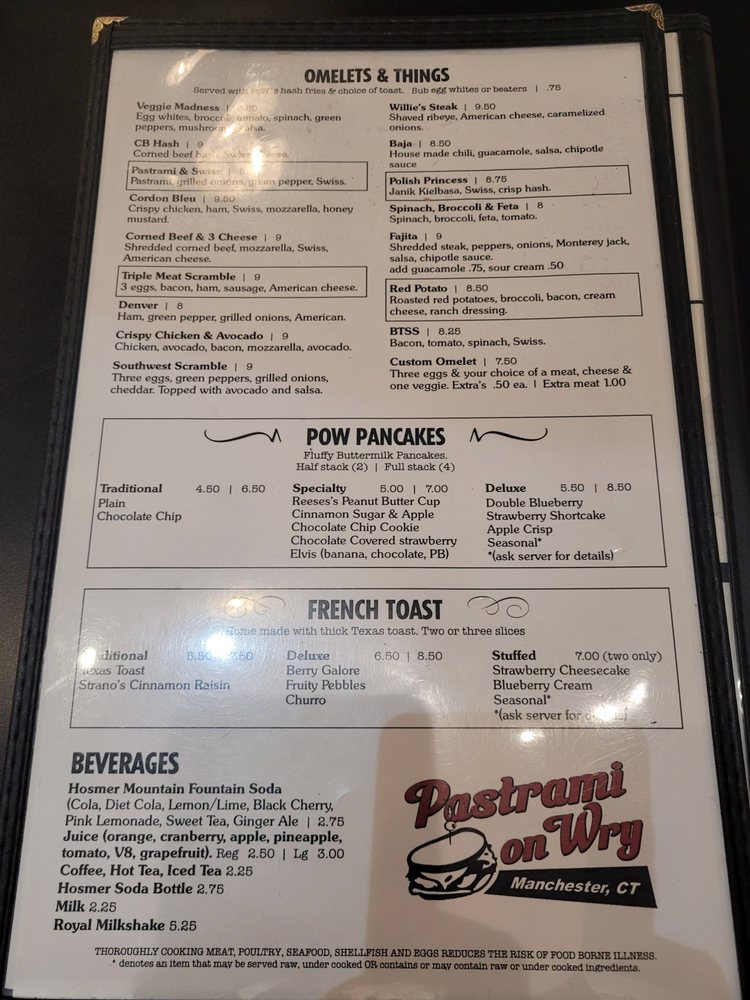 OMELETS & THINGS
Served with PoW's hash fries & choice of toast. Sub egg whites or beaters | .75
Veggie Madness |
Egg whites, broccoli, tomato, spinach, green
peppers, mushroom, salsa.
CB Hash | 9
Corned beef hash, Swiss cheese.
Pastrami & Swiss |
Pastrami, grilled onions, green pepper, Swiss.
Cordon Bleu | 9.50
Crispy chicken, ham, Swiss, mozzarella, honey
mustard.
Corned Beef & 3 Cheese | 9
Shredded corned beef, mozzarella, Swiss,
American cheese.
Triple Meat Scramble | 9
3 eggs, bacon, ham, sausage, American cheese.
Denver | 8
Ham, green pepper, grilled onions, American.
Crispy Chicken & Avocado | 9
Chicken, avocado, bacon, mozzarella, avocado.
Southwest Scramble | 9
Three eggs, green peppers, grilled onions,
cheddar. Topped with avocado and salsa.
Willie's Steak | 9.50
Shaved ribeye, American cheese, caramelized
onions.
Baja | 8.50
House made chili, guacamole, salsa, chipotle
sauce
Polish Princess | 8.75
Janik Kielbasa, Swiss, crisp hash.
Spinach, Broccoli & Feta | 8
Spinach, broccoli, feta, tomato.
Fajita | 9
Shredded steak, peppers, onions, Monterey jack,
salsa, chipotle sauce.
add guacamole .75, sour cream .50
Red Potato | 8.50
Roasted red potatoes, broccoli, bacon, cream
cheese, ranch dressing.
BTSS | 8.25
Bacon, tomato, spinach, Swiss.
Custom Omelet | 7.50
Three eggs & your choice of a meat, cheese &
one veggie. Extra's .50 ea. | Extra meat 1.00
POW PANCAKES
Fluffy Buttermilk Pancakes.
Half stack (2) | Full stack (4)
Traditional 4.50 | 6.50
Plain
Chocolate Chip
Specialty 5.00 | 7.00
Reeses's Peanut Butter Cup
Cinnamon Sugar & Apple
Chocolate Chip Cookie
Chocolate Covered strawberry
Elvis (banana, chocolate, PB)
Deluxe 5.50 | 8.50
Double Blueberry
Strawberry Shortcake
Apple Crisp
Seasonal*
*(ask server for details)
FRENCH TOAST
Home made with thick Texas toast. Two or three slices
Traditional 5.50 | 7.50
Texas Toast
Strano's Cinnamon Raisin
Deluxe 6.50 | 8.50
Berry Galore
Fruity Pebbles
Churro
Stuffed 7.00 (two only)
Strawberry Cheesecake
Blueberry Cream
Seasonal*
*(ask server for details)
BEVERAGES
Hosmer Mountain Fountain Soda
(Cola, Diet Cola, Lemon/Lime, Black Cherry,
Pink Lemonade, Sweet Tea, Ginger Ale | 2.75
Juice (orange, cranberry, apple, pineapple,
tomato, V8, grapefruit). Reg 2.50 | Lg 3.00
Coffee, Hot Tea, Iced Tea 2.25
Hosmer Soda Bottle 2.75
Milk 2.25
Royal Milkshake 5.25
Pastrami
on Wry
Manchester, CT
THOROUGHLY COOKING MEAT, POULTRY, SEAFOOD, SHELLFISH AND EGGS REDUCES THE RISK OF FOOD BORNE ILLNESS.
* denotes an item that may be served raw, under cooked OR contains or may contain raw or under cooked ingredients.